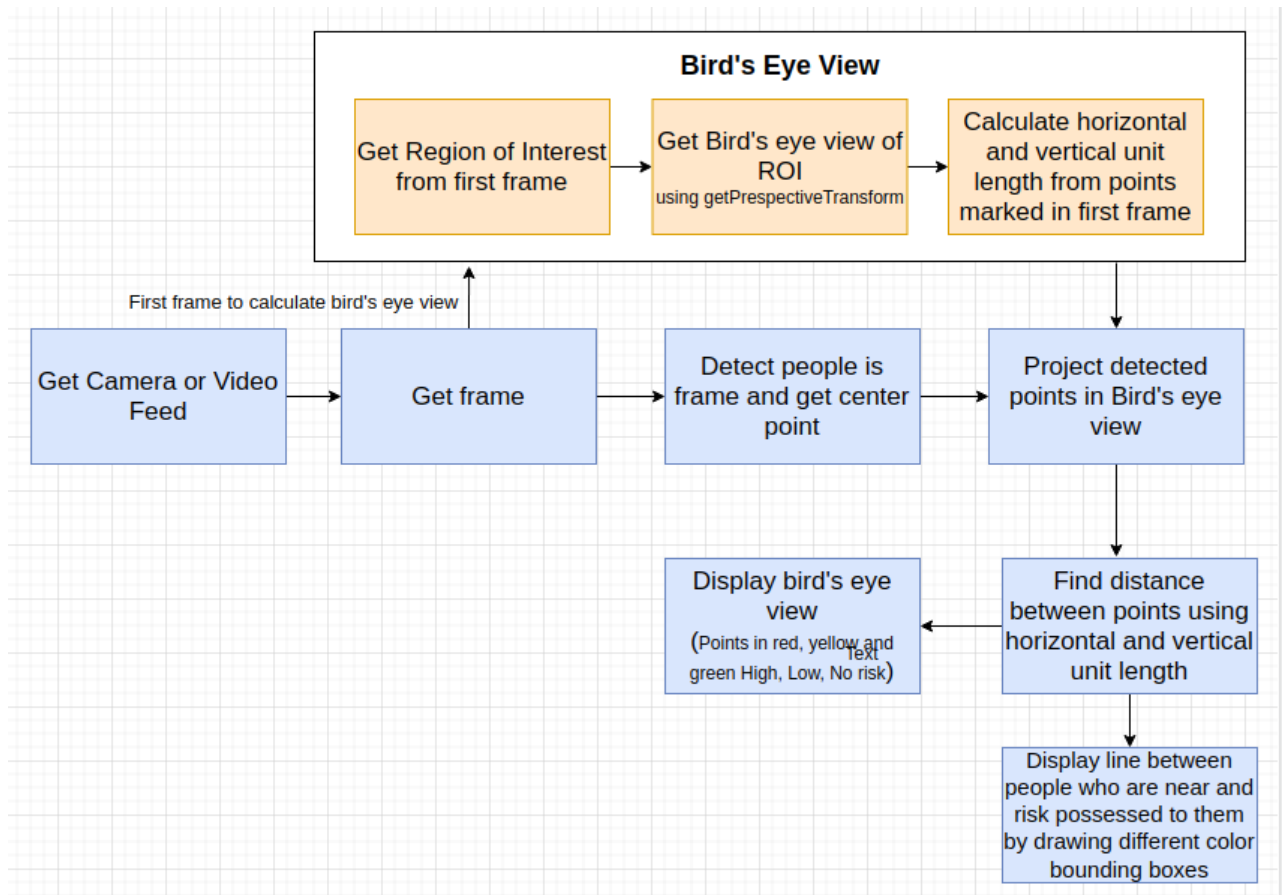 Bird's Eye View
Get Region of Interest
from first frame
Get Bird's eye view of
ROI
using getPrespectiveTransform
Calculate horizontal
and vertical unit
length from points
marked in first frame
First frame to calculate bird's eye view
Get Camera or Video
Feed
Get frame
Detect people is
frame and get center
point
Project detected
points in Bird's eye
view
Display bird's eye
view
(Points in red, yellow and
Text
green High, Low, No risk)
Find distance
between points using
horizontal and vertical
unit length
Display line between
people who are near and
risk possessed to them
by drawing different color
bounding boxes